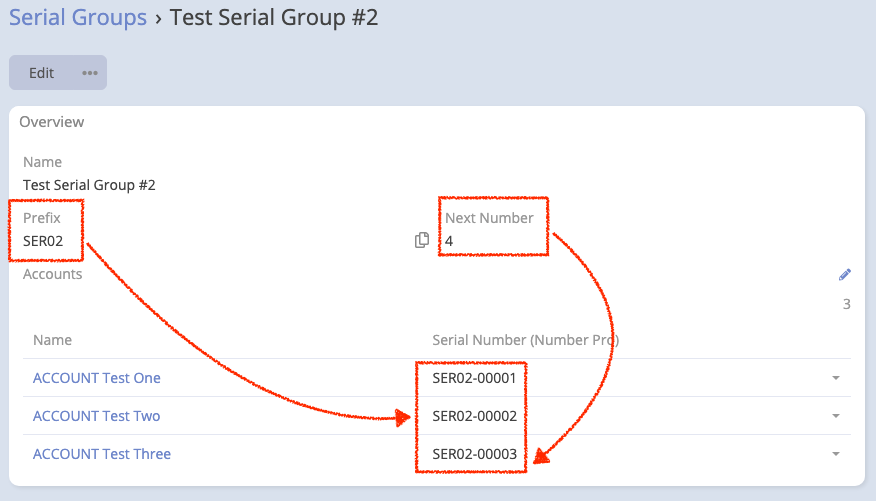 Serial Groups › Test Serial Group #2
Edit
Overview
Name
Test Serial Group #2
Prefix
Next Number
SER02
4
Accounts
3
Name
Serial Number (Number Pro)
ACCOUNT Test One
SER02-00001
ACCOUNT Test Two
SER02-00002
ACCOUNT Test Three
SER02-00003